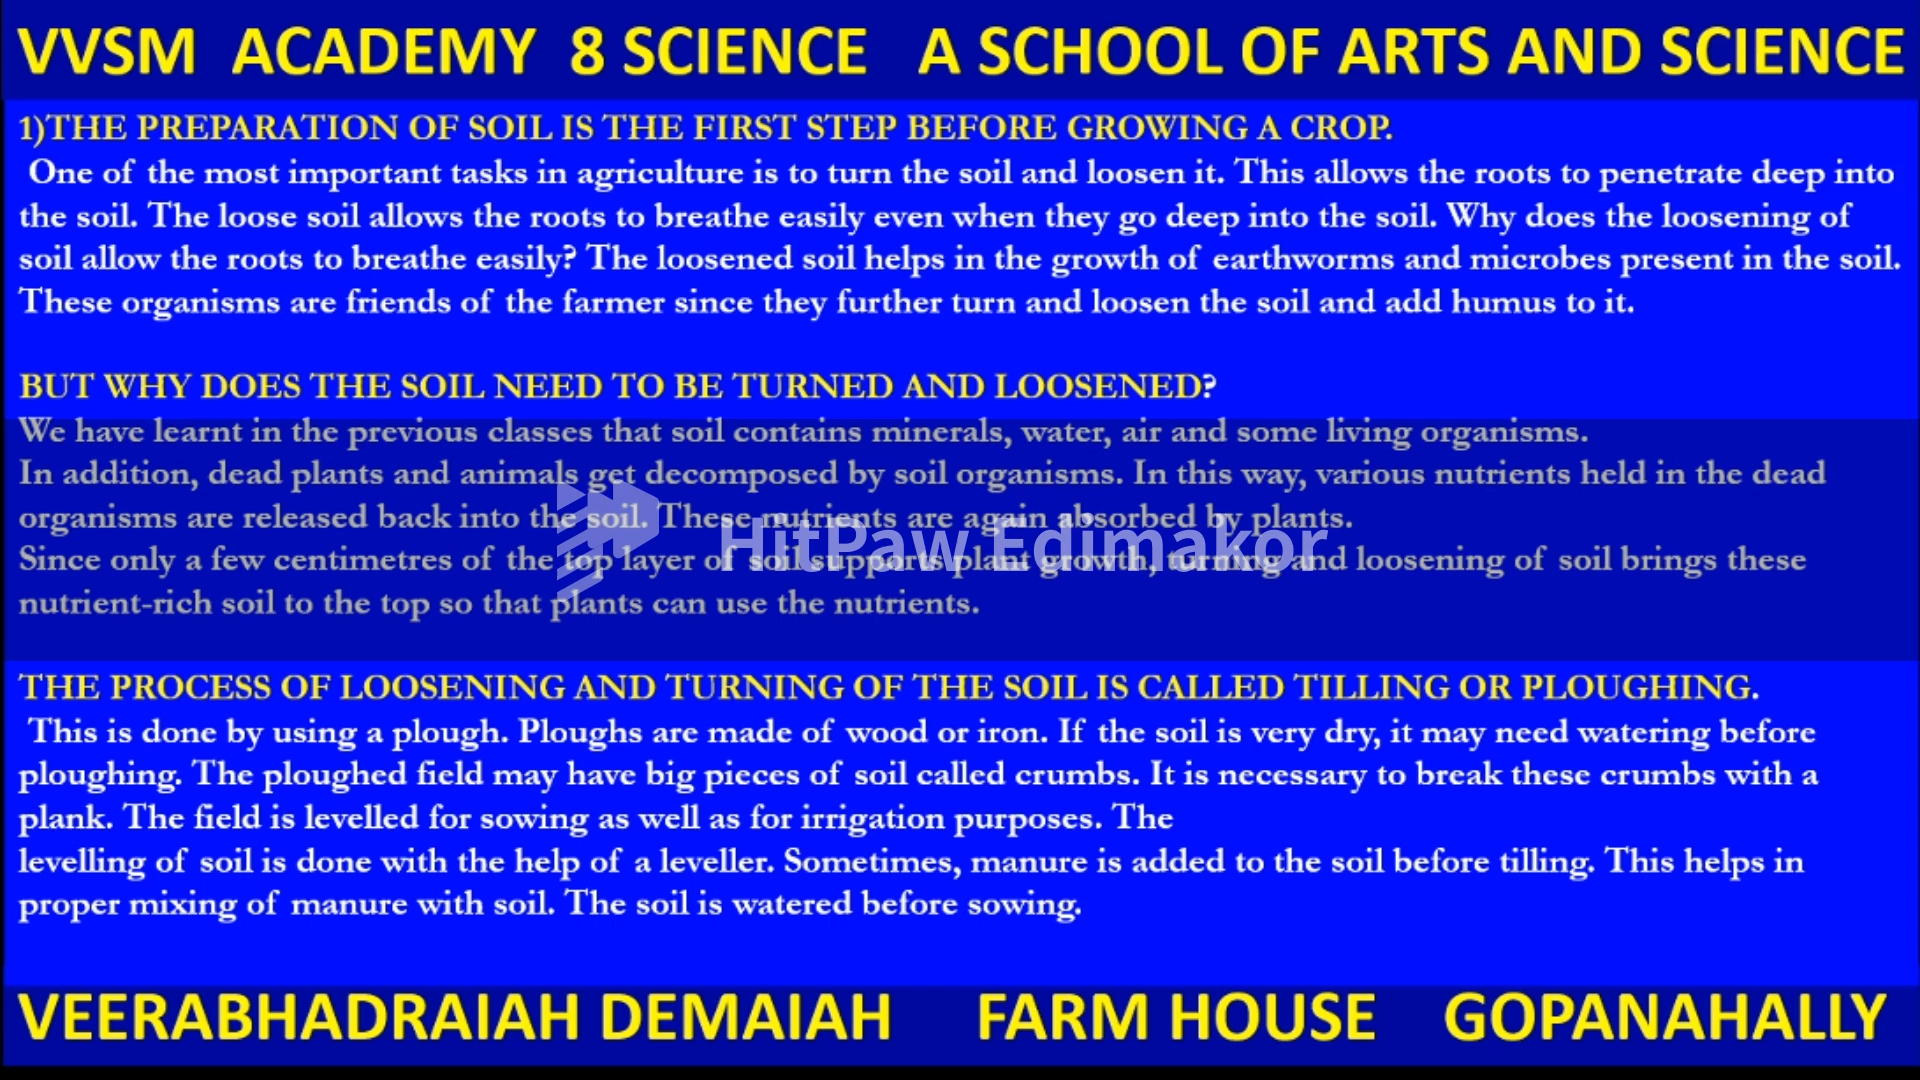 VVSM ACADEMY 8 SCIENCE A SCHOOL OF ARTS AND SCIENCE
1)THE PREPARATION OF SOIL IS THE FIRST STEP BEFORE GROWING A CROP.
One of the most important tasks in agriculture is to turn the soil and loosen it. This allows the roots to penetrate deep into
the soil. The loose soil allows the roots to breathe easily even when they go deep into the soil. Why does the loosening of
soil allow the roots to breathe easily? The loosened soil helps in the growth of earthworms and microbes present in the soil.
These organisms are friends of the farmer since they further turn and loosen the soil and add humus to it.
BUT WHY DOES THE SOIL NEED TO BE TURNED AND LOOSENED?
We have learnt in the previous classes that soil contains minerals, water, air and some living organisms.
In addition, dead plants and animals get decomposed by soil organisms. In this way, various nutrients held in the dead
organisms are released back into the soil. These nutrients are again absorbed by plants.
HitPaw Edimakor
Since only a few centimetres of the top layer of soil supports plant growth, turning and loosening of soil brings these
nutrient-rich soil to the top so that plants can use the nutrients.
THE PROCESS OF LOOSENING AND TURNING OF THE SOIL IS CALLED TILLING OR PLOUGHING.
This is done by using a plough. Ploughs are made of wood or iron. If the soil is very dry, it may need watering before
ploughing. The ploughed field may have big pieces of soil called crumbs. It is necessary to break these crumbs with a
plank. The field is levelled for sowing as well as for irrigation purposes. The
levelling of soil is done with the help of a leveller. Sometimes, manure is added to the soil before tilling. This helps in
proper mixing of manure with soil. The soil is watered before sowing.
VEERABHADRAIAH DEMAIAH FARM HOUSE GOPANAHALLY